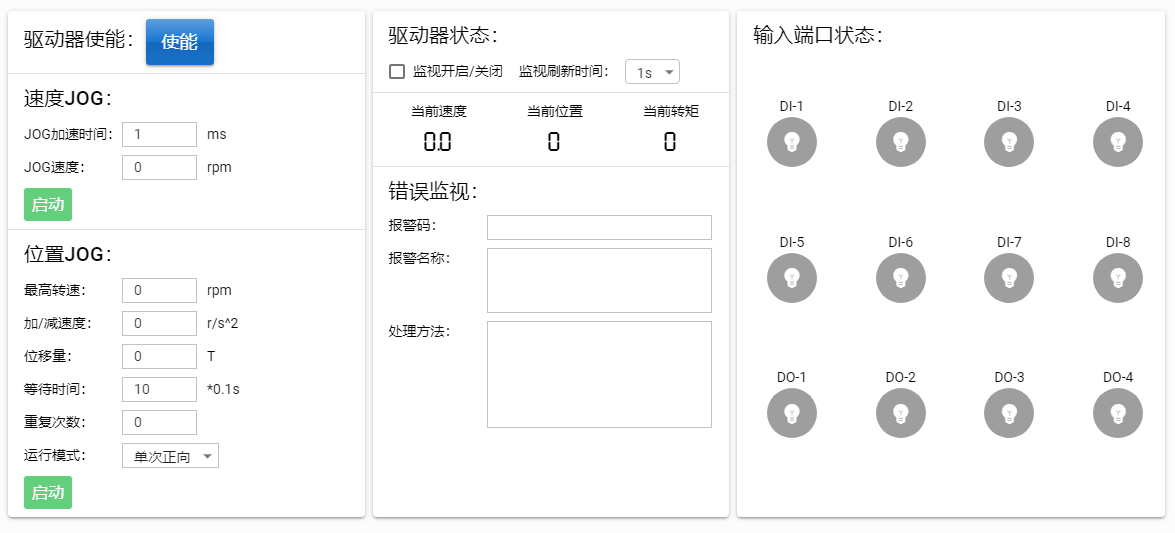 驱动器使能： 使能
速度JOG：
JOG加速时间： 1 ms
JOG速度： 0 rpm
启动
位置JOG：
最高转速： 0 rpm
加/减速度： 0 r/s^2
位移量： 0 T
等待时间： 10 *0.1s
重复次数： 0
运行模式： 单次正向
启动
驱动器状态：
监视开启/关闭 监视刷新时间： 1s
当前速度 当前位置 当前转矩
0.0 0 0
错误监视：
报警码：
报警名称：
处理方法：
输入端口状态：
DI-1 DI-2 DI-3 DI-4
DI-5 DI-6 DI-7 DI-8
DO-1 DO-2 DO-3 DO-4